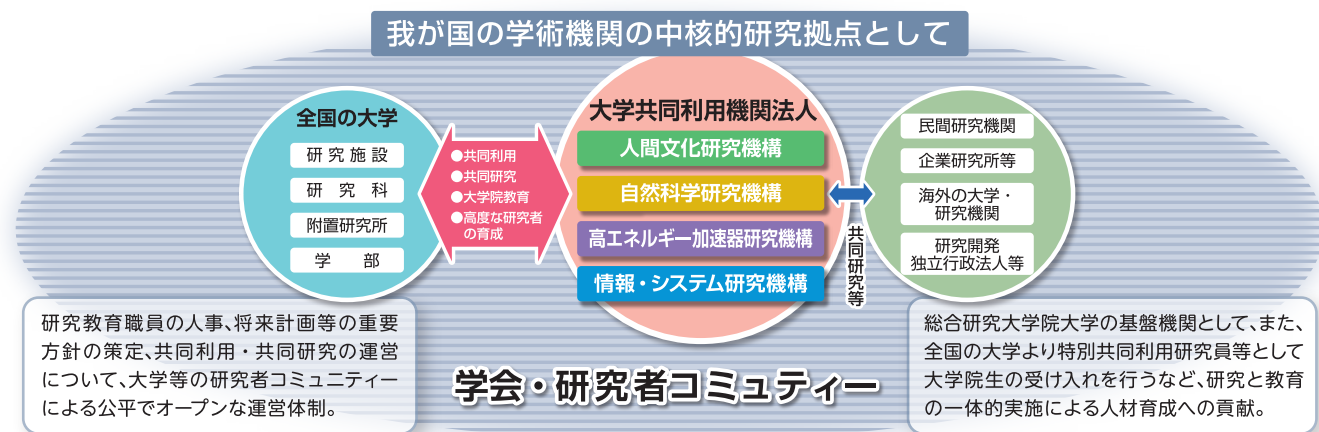 我が国の学術機関の中核的研究拠点として
全国の大学
研究施設
研究科
附置研究所
学部
●共同利用
●共同研究
●大学院教育
●高度な研究者
の育成
大学共同利用機関法人
人間文化研究機構
自然科学研究機構
高エネルギー加速器研究機構
情報・システム研究機構
共同研究等
民間研究機関
企業研究所等
海外の大学・
研究機関
研究開発
独立行政法人等
研究教育職員の人事、将来計画等の重要
方針の策定、共同利用・共同研究の運営
について、大学等の研究者コミュニティー
による公平でオープンな運営体制。
学会・研究者コミュティー
総合研究大学院大学の基盤機関として、また、
全国の大学より特別共同利用研究員等として
大学院生の受け入れを行うなど、研究と教育
の一体的実施による人材育成への貢献。